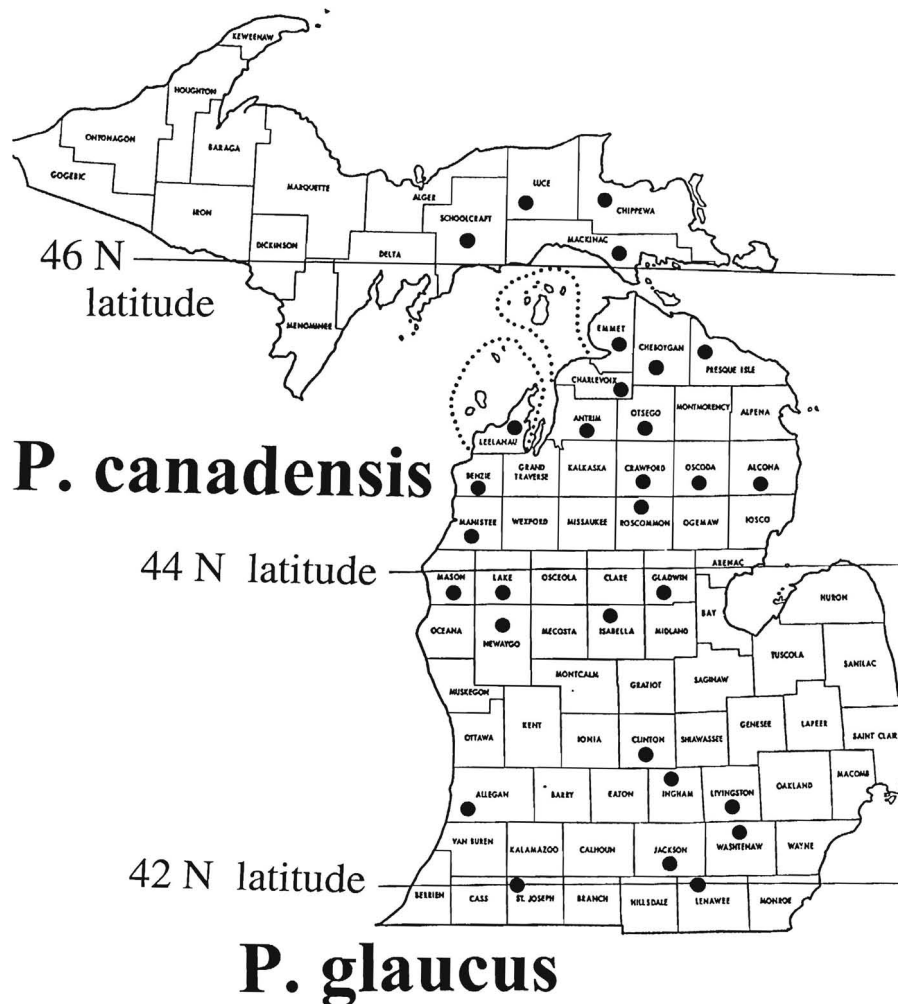 KEWEENAW
HOUGHTON
ONTONAGON
BARAGA
GOGEBIC
MARQUETTE
LUCE
ALGER
CHIPPEWA
IRON
SCHOOLCRAFT
MACKINAC
DICKINSON
DELTA
46 N
latitude
MENOMINEE
EMMET
CHEBOYGAN
PRESQUE ISLE
CHARLEVOIX
ANTRIM
OTSEGO
MONTMORENCY
ALPENA
LEELANAU
P. canadensis
BENZIE
GRAND
TRAVERSE
KALKASKA
CRAWFORD
OSCODA
ALCONA
MANISTEE
WEXFORD
MISSAUKEE
ROSCOMMON
OGEMAW
IOSCO
44 N latitude
ARENAC
MASON
LAKE
OSCEOLA
CLARE
GLADWIN
HURON
BAY
OCEANA
NEWAYGO
MECOSTA
ISABELLA
MIDLAND
TUSCOLA
SANILAC
MONTCALM
GRATIOT
SAGINAW
MUSKEGON
KENT
GENESEE
LAPEER
OTTAWA
IONIA
CLINTON
SHIAWASSEE
SAINT CLAIR
MACOMB
ALLEGAN
BARRY
EATON
INGHAM
LIVINGSTON
OAKLAND
VAN BUREN
KALAMAZOO
CALHOUN
JACKSON
WASHTENAW
WAYNE
42 N latitude
BERRIEN
CASS
ST. JOSEPH
BRANCH
HILLSDALE
LENAWEE
MONROE
P. glaucus